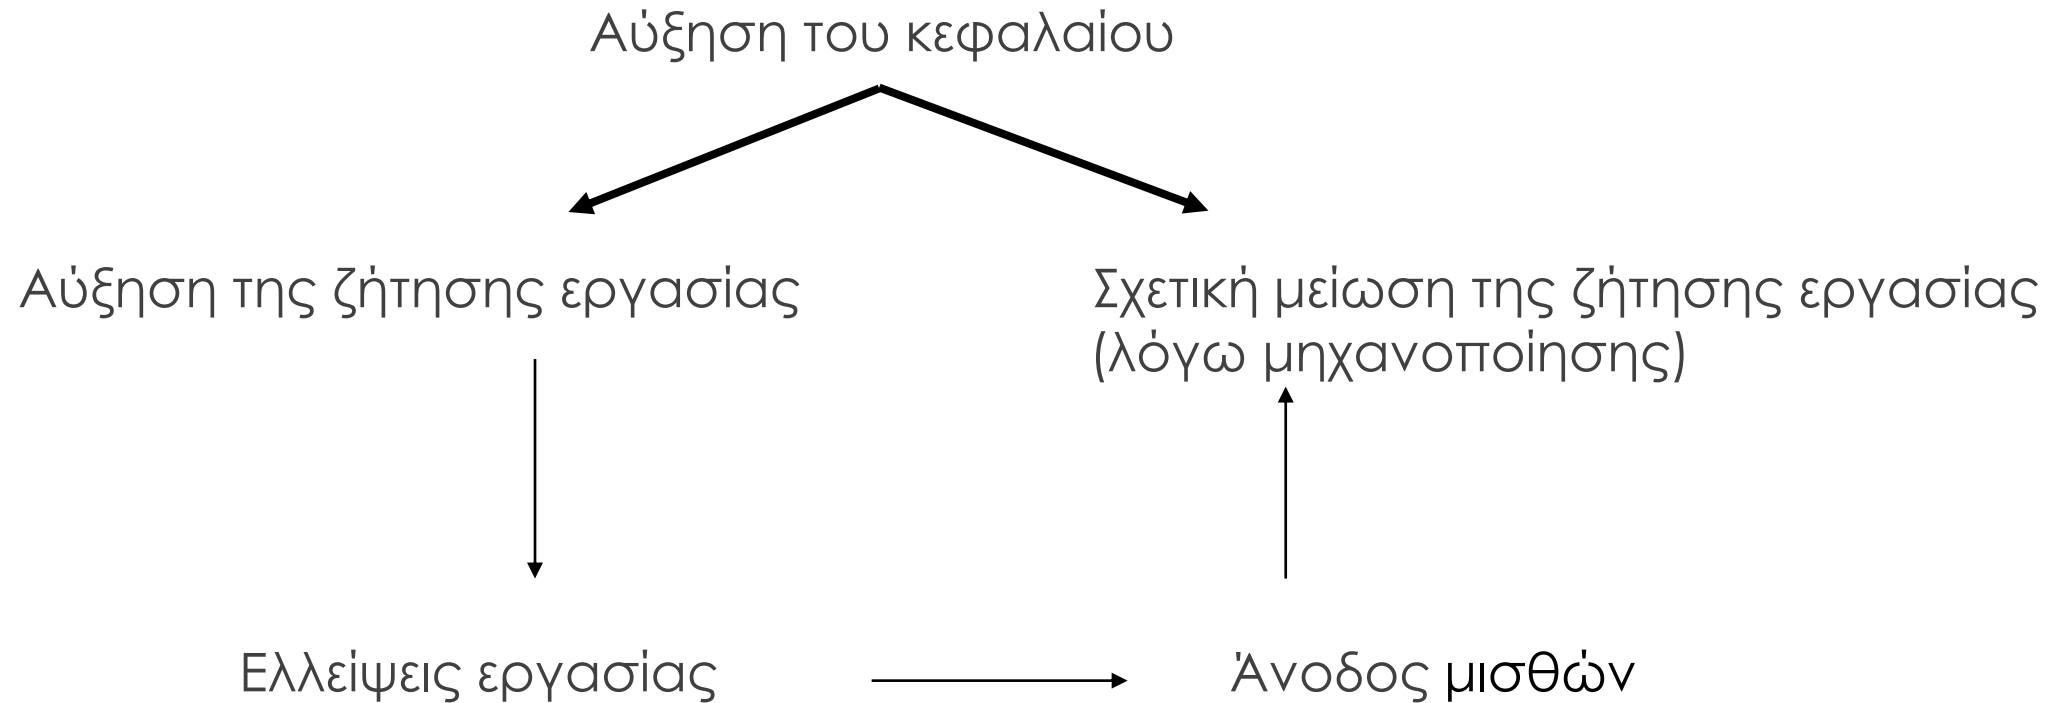 Αύξηση του κεφαλαίου
Αύξηση της ζήτησης εργασίας
Σχετική μείωση της ζήτησης εργασίας
(λόγω μηχανοποίησης)
Ελλείψεις εργασίας
Άνοδος μισθών